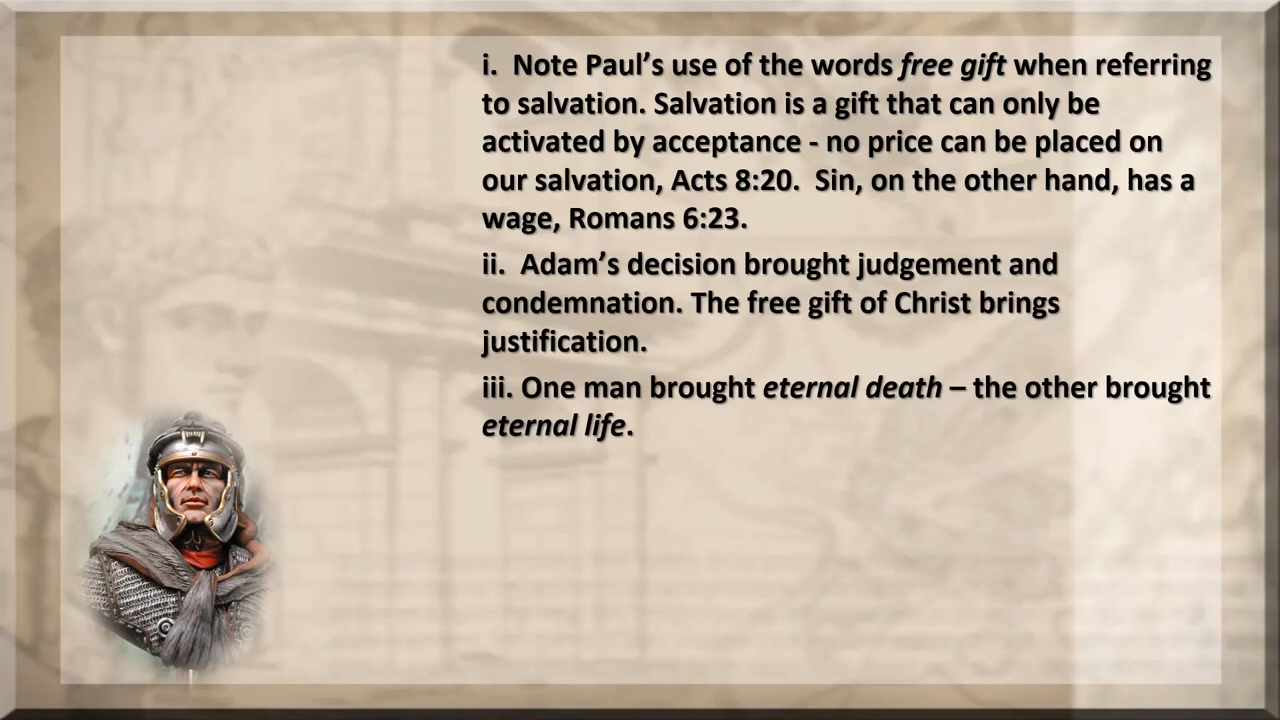 i.  Note Paul’s use of the words free gift when referring
to salvation. Salvation is a gift that can only be
activated by acceptance - no price can be placed on
our salvation, Acts 8:20.  Sin, on the other hand, has a
wage, Romans 6:23.
ii.  Adam’s decision brought judgement and
condemnation. The free gift of Christ brings
justification.
iii. One man brought eternal death – the other brought
eternal life.